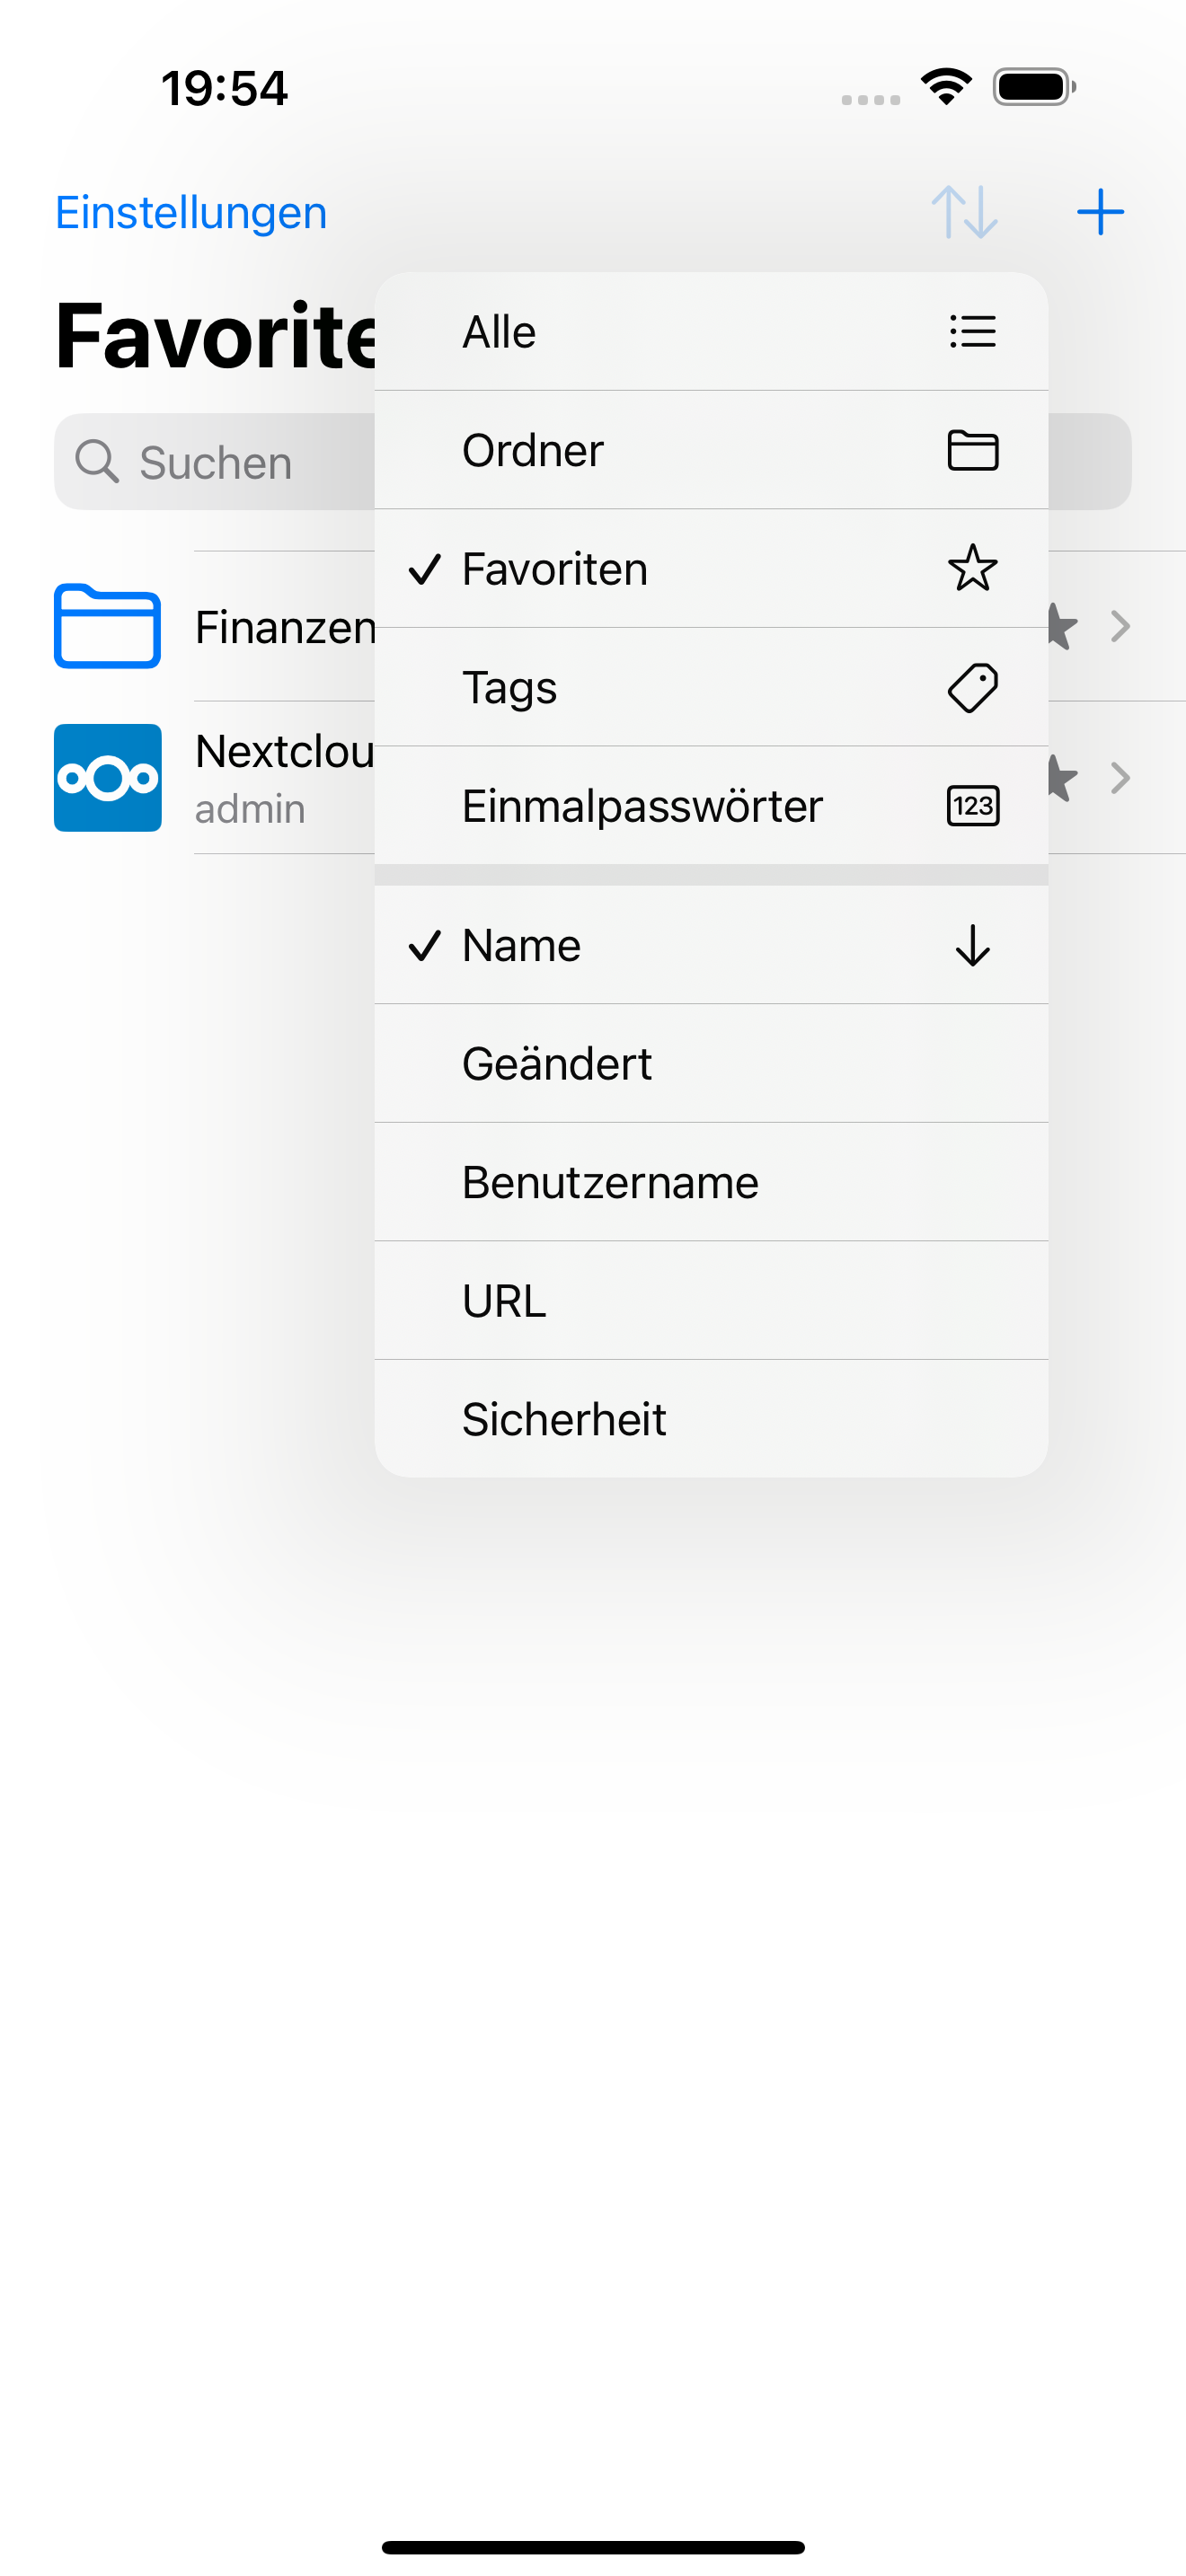 19:54
Einstellungen
Favorite
Suchen
Finanzen
Nextclou
admin
Alle
Ordner
Favoriten
Tags
Einmalpasswörter
123
Name
Geändert
Benutzername
URL
Sicherheit